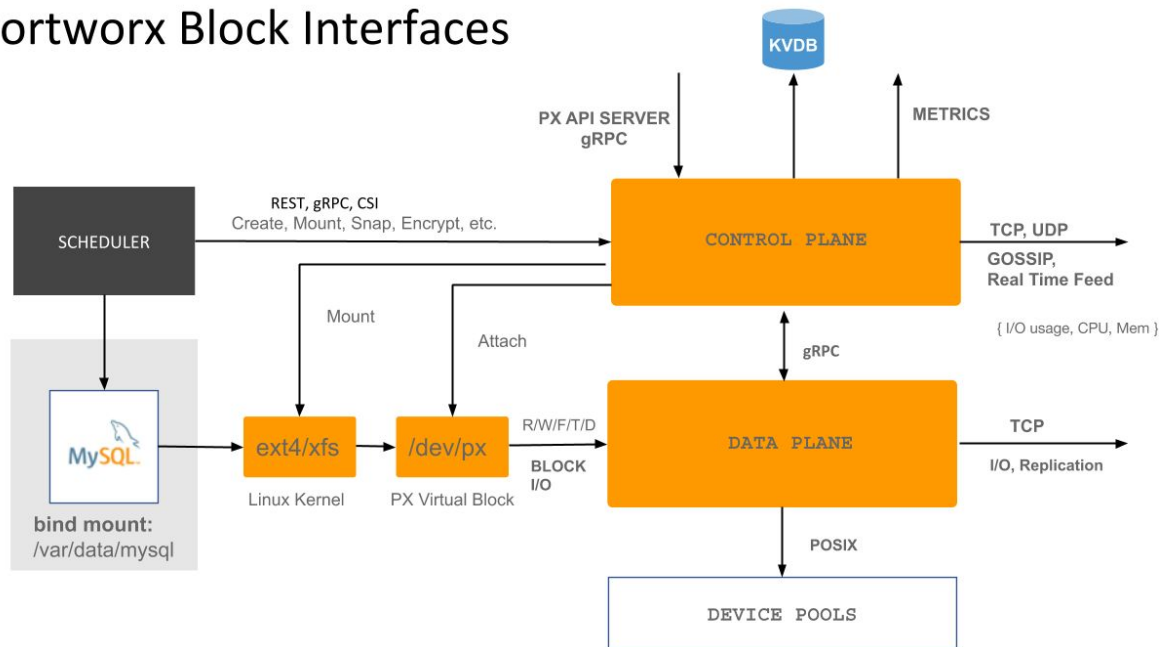 ortworx Block Interfaces
KVDB
PX API SERVER
gRPC
METRICS
SCHEDULER
REST, gRPC, CSI
Create, Mount, Snap, Encrypt, etc.
CONTROL PLANE
TCP, UDP
GOSSIP,
Real Time Feed
{ I/O usage, CPU, Mem }
Mount
Attach
gRPC
MySQL
ext4/xfs
/dev/px
R/W/F/T/D
BLOCK
I/O
DATA PLANE
TCP
I/O, Replication
Linux Kernel
PX Virtual Block
bind mount:
/var/data/mysql
POSIX
DEVICE POOLS